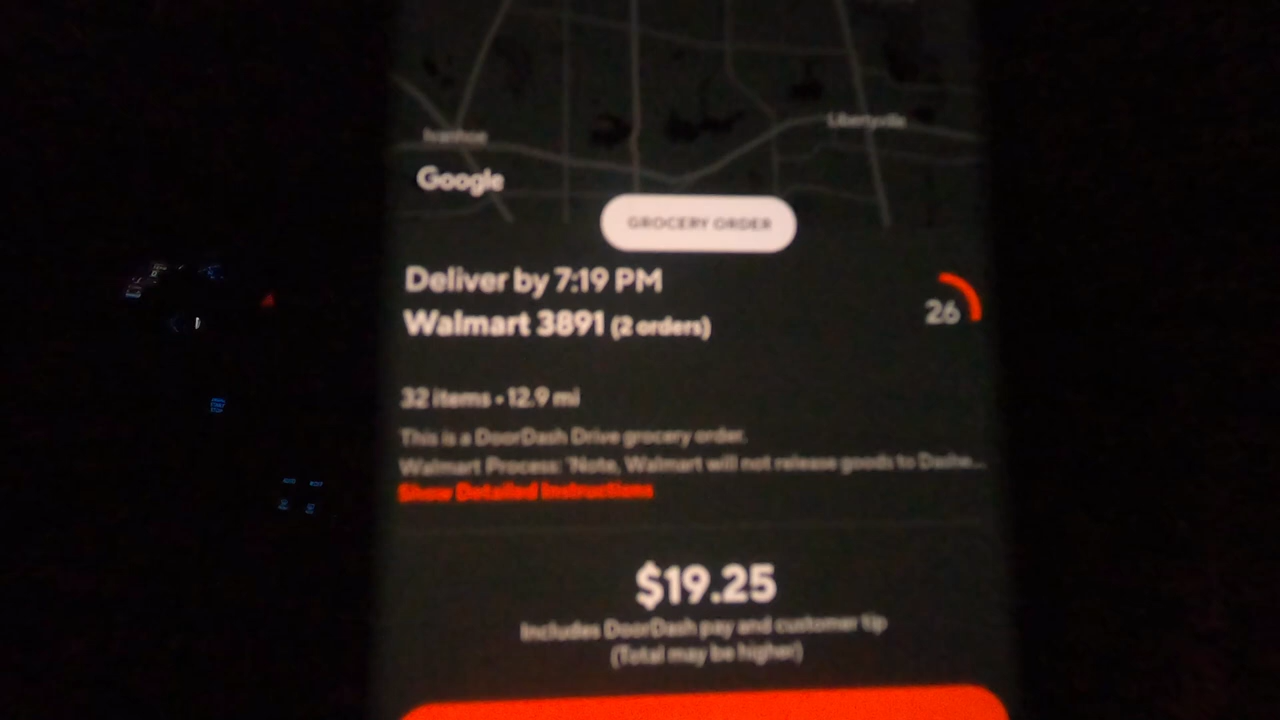 Libertyville
Ivanhoe
Google
GROCERY ORDER
Deliver by 7:19 PM
Walmart 3891 (2 orders)
26
32 items • 12.9 mi
This is a DoorDash Drive grocery order.
Walmart Process: *Note, Walmart will not release goods to Dashe...
Show Detailed Instructions
$19.25
Includes DoorDash pay and customer tip
(Total may be higher)